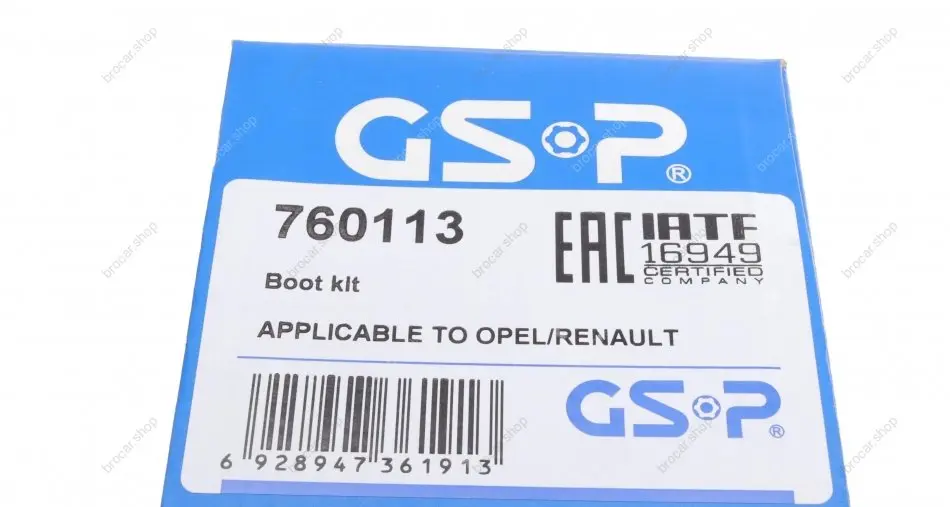 GSP®
760113
EAC
IATF
16949
CERTIFIED
COMPANY
Boot kit
APPLICABLE TO OPEL/RENAULT
6 928947 361913
GSP®
brocar.shop